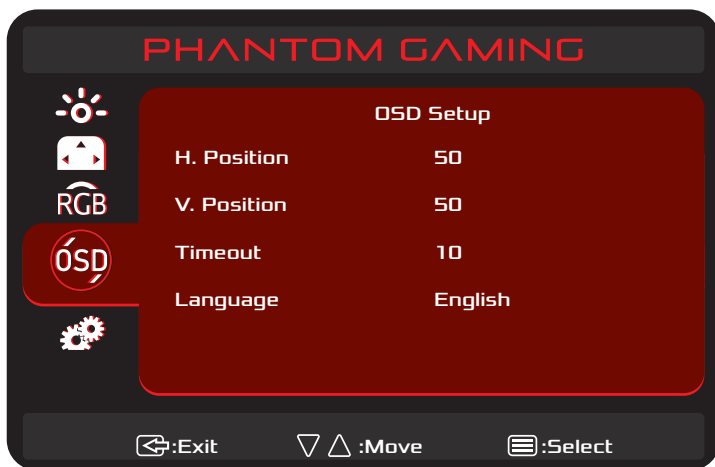 PHANTOM GAMING
OSD Setup
H. Position 50
V. Position 50
RGB
Timeout 10
OSD
Language English
:Exit :Move :Select